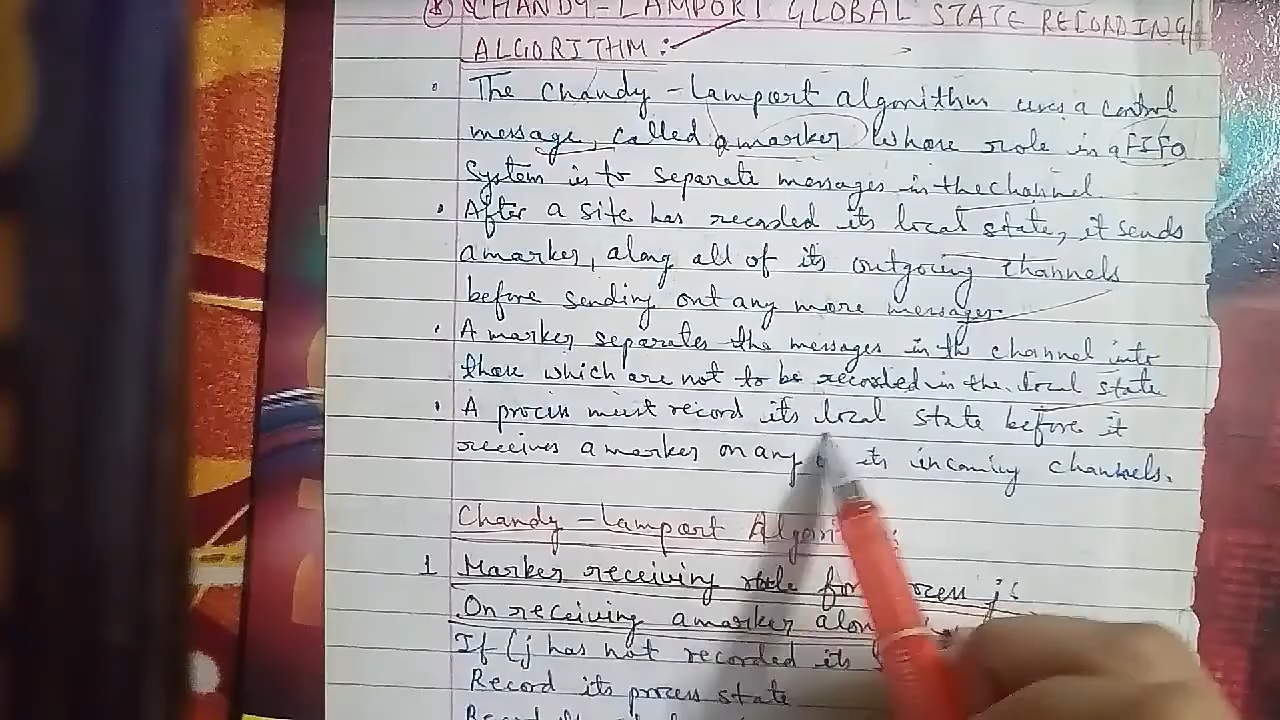 CHANDY-LAMPORT GLOBAL STATE RECORDING
ALGORITHM :-
The Chandy-Lamport algorithm uses a control
message, called a marker whose role in a FIFO
System is to separate messages in the channel
After a site has recorded its local state, it sends
a marker, along all of its outgoing channels
before sending out any more messages
A marker separates the messages in the channel into
those which are not to be recorded in the local state
A process must record its local state before it
receives a marker on any its incoming channels.
Chandy-Lamport
1 Marker receiving rule for
On receiving a marker
If (j has not recorded its
Record its process state